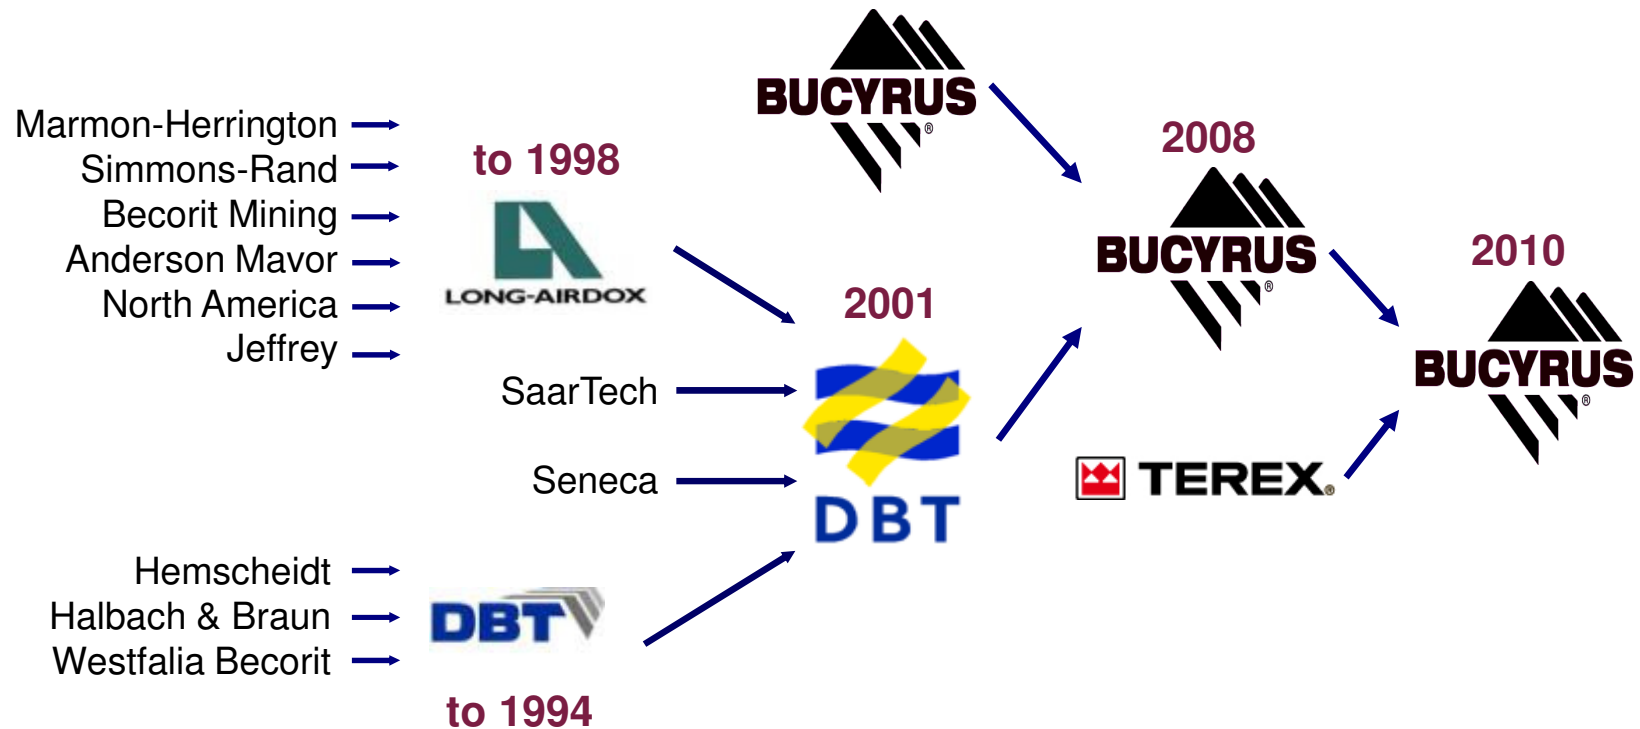 BUCYRUS
®
Marmon-Herrington
Simmons-Rand
Becorit Mining
Anderson Mavor
North America
Jeffrey
to 1998
LONG-AIRDOX
2008
BUCYRUS
®
2010
BUCYRUS
®
2001
SaarTech
Seneca
DBT
TEREX®
Hemscheidt
Halbach & Braun
Westfalia Becorit
DBT
to 1994